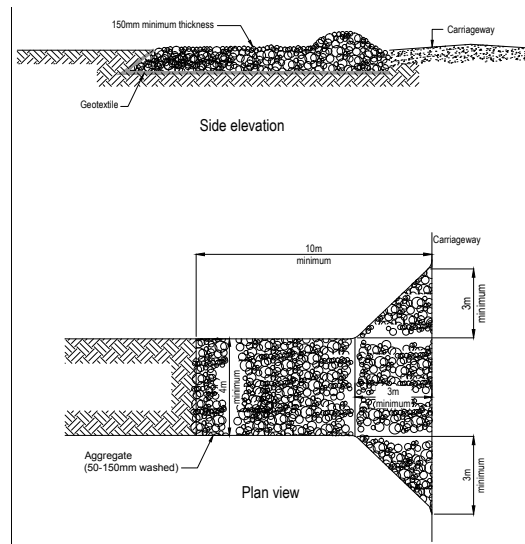 150mm minimum thickness
Carriageway
Geotextile
Side elevation
Carriageway
10m
minimum
3m
minimum
4m
minimum
3m
(minimum)
Aggregate
(50-150mm washed)
3m
minimum
Plan view